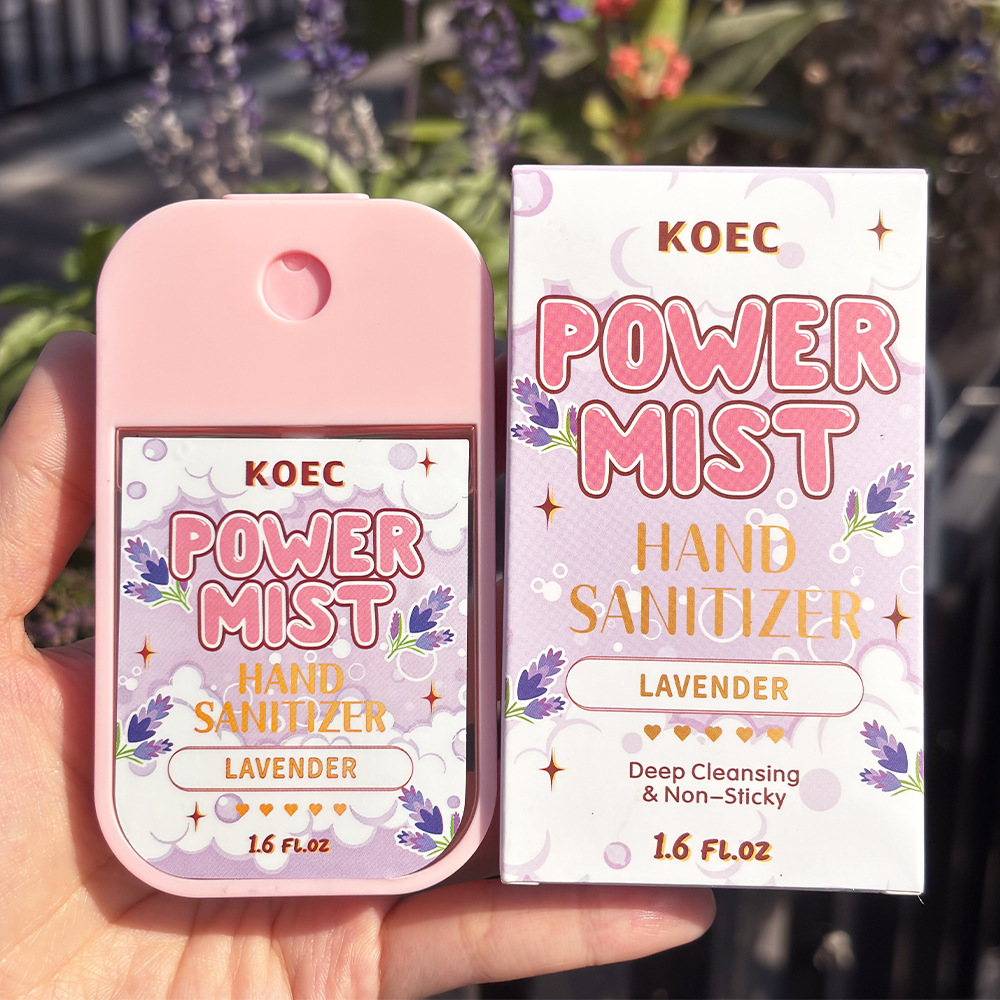 KOEC
POWER
MIST
HAND
SANITIZER
LAVENDER
1.6 FL.OZ
KOEC
POWER
MIST
HAND
SANITIZER
LAVENDER
Deep Cleansing
& Non-Sticky
1.6 FL.OZ